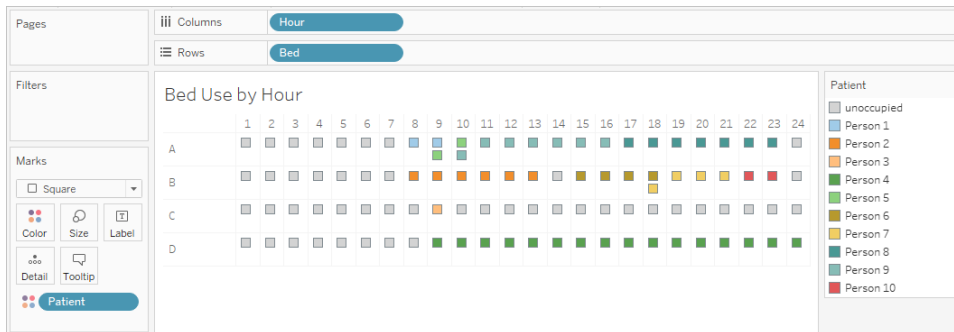 Pages
Columns
Hour
Rows
Bed
Filters
Bed Use by Hour
1 2 3 4 5 6 7 8 9 10 11 12 13 14 15 16 17 18 19 20 21 22 23 24
A
B
C
D
Marks
Square
Color Size Label
T
Detail Tooltip
Patient
Patient
unoccupied
Person 1
Person 2
Person 3
Person 4
Person 5
Person 6
Person 7
Person 8
Person 9
Person 10